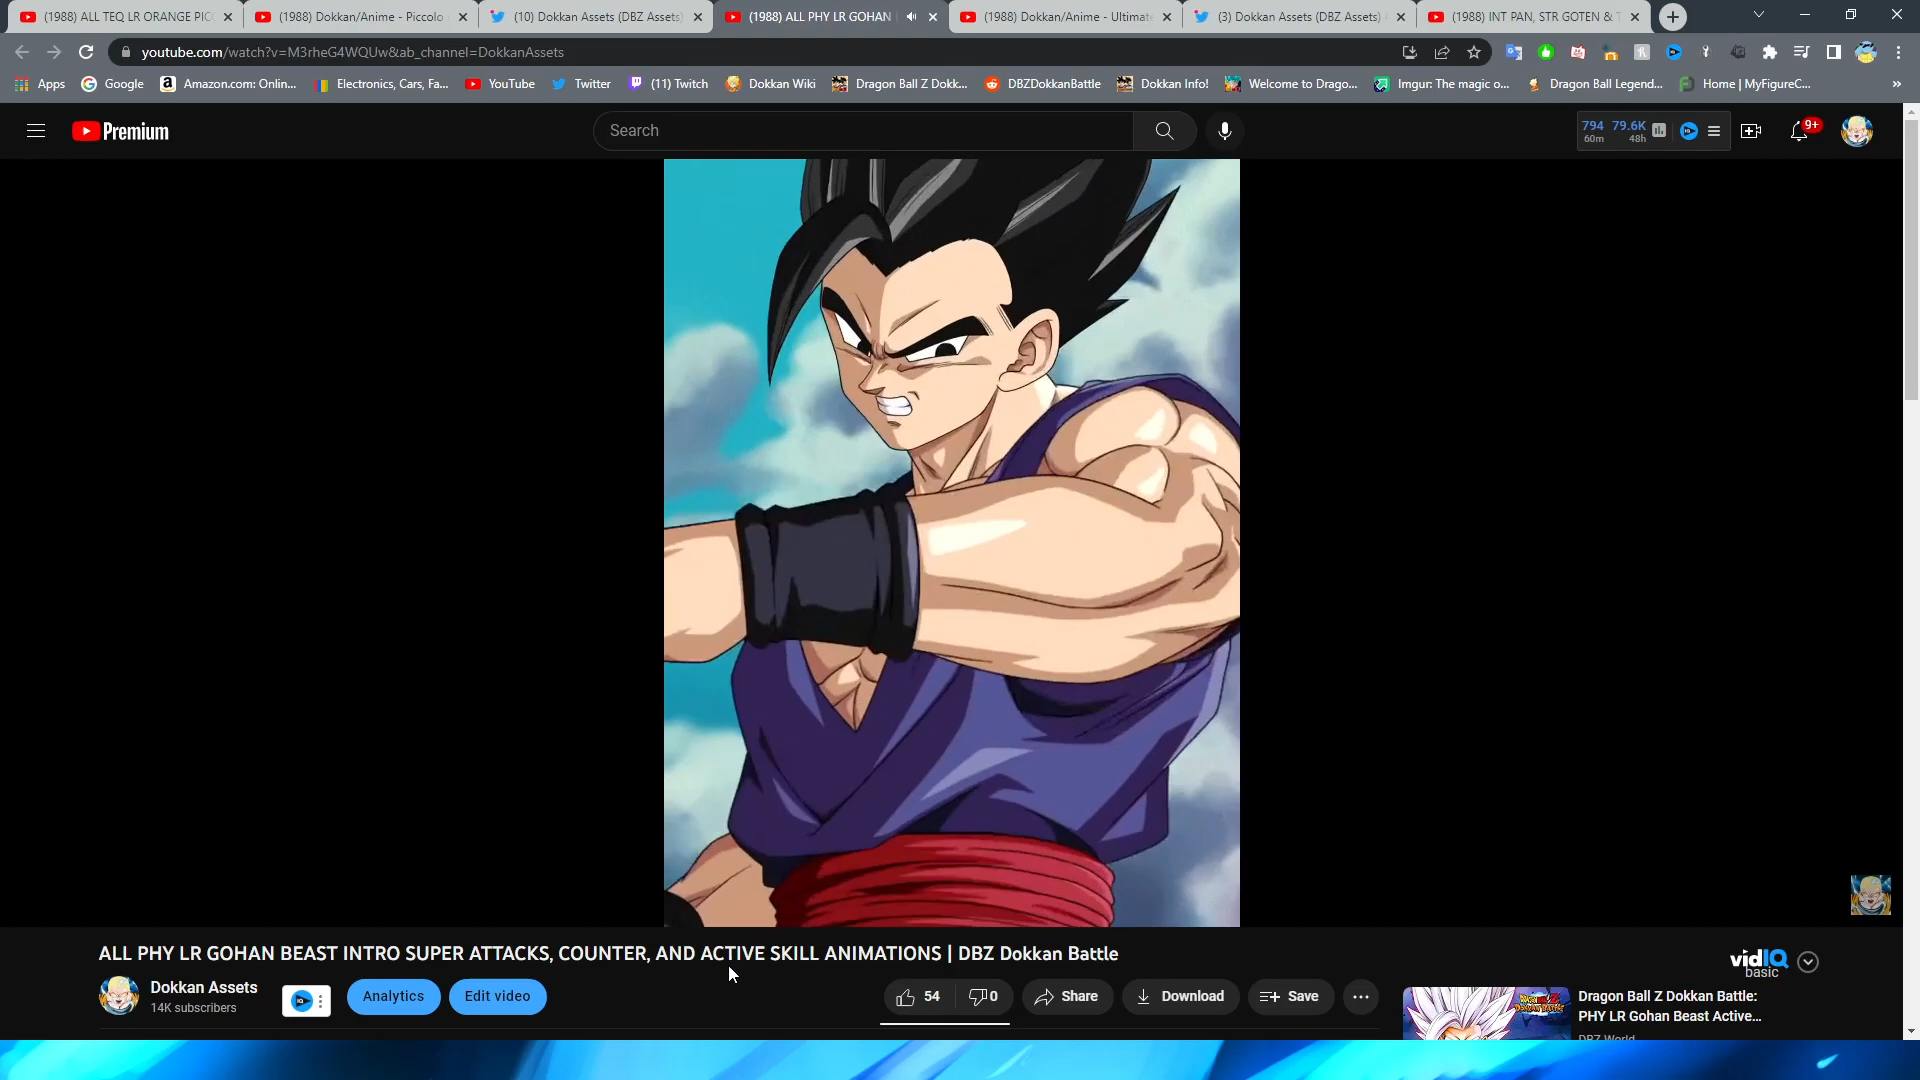 (1988) ALL TEQ LR ORANGE PIC
(1988) Dokkan/Anime - Piccolo
(10) Dokkan Assets (DBZ Assets)
(1988) ALL PHY LR GOHAN
(1988) Dokkan/Anime - Ultimate
(3) Dokkan Assets (DBZ Assets)
(1988) INT PAN, STR GOTEN & T
youtube.com/watch?v=M3rheG4WQUw&ab_channel=DokkanAssets
Apps
Google
Amazon.com: Onlin...
Electronics, Cars, Fa...
YouTube
Twitter
(11) Twitch
Dokkan Wiki
Dragon Ball Z Dokk...
DBZDokkanBattle
Dokkan Info!
Welcome to Drago...
Imgur: The magic o...
Dragon Ball Legend...
Home | MyFigureC...
»
Premium
Search
794 79.6K
60m 48h
9+
ALL PHY LR GOHAN BEAST INTRO SUPER ATTACKS, COUNTER, AND ACTIVE SKILL ANIMATIONS | DBZ Dokkan Battle
Dokkan Assets
14K subscribers
Analytics
Edit video
54
0
Share
Download
Save
vidIQ
basic
Dragon Ball Z Dokkan Battle:
PHY LR Gohan Beast Active...
DBZ World